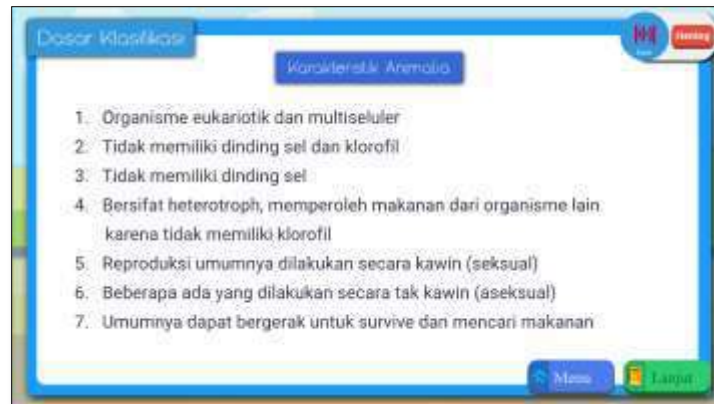 Dasar Klasifikasi
Karakteristik Animalia
1. Organisme eukariotik dan multiseluler
2. Tidak memiliki dinding sel dan klorofil
3. Tidak memiliki dinding sel
4. Bersifat heterotroph, memperoleh makanan dari organisme lain
karena tidak memiliki klorofil
5. Reproduksi umumnya dilakukan secara kawin (seksual)
6. Beberapa ada yang dilakukan secara tak kawin (aseksual)
7. Umumnya dapat bergerak untuk survive dan mencari makanan
Menu
Lanjut